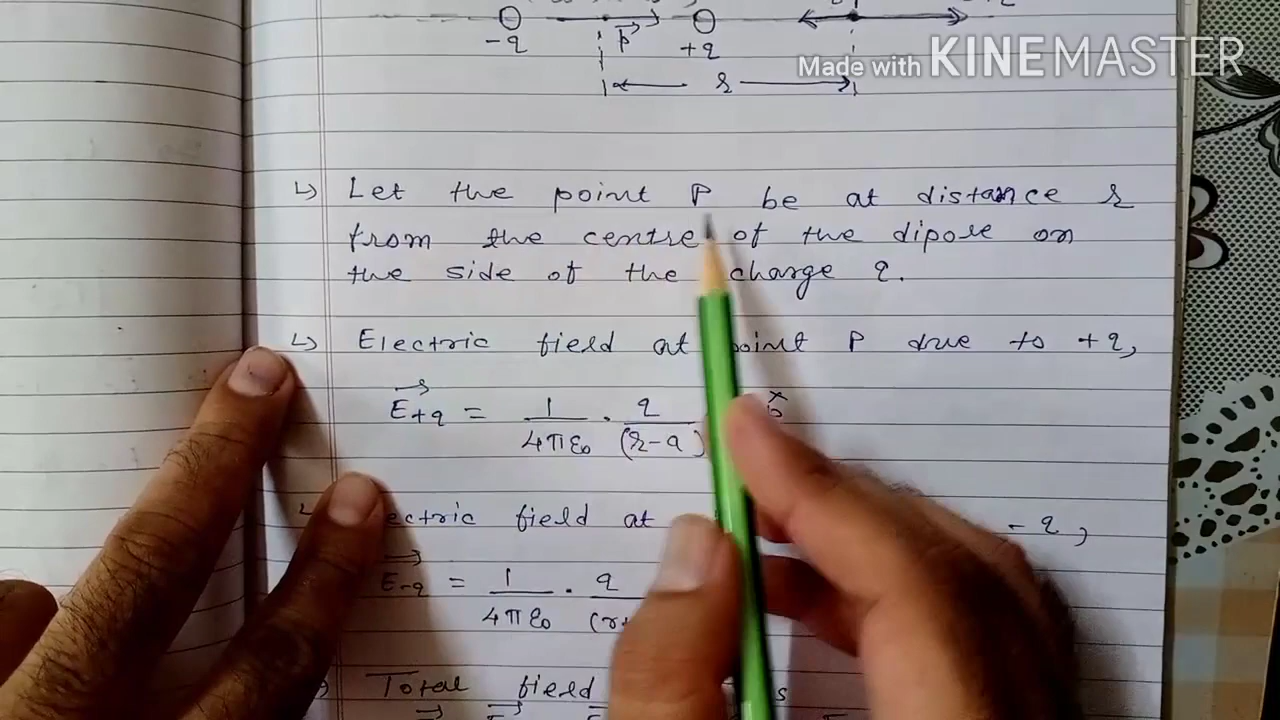 -q
p
+q
Made with KINEMASTER
r
↳ Let the point P be at distance r
from the centre of the dipole on
the side of the charge q.
↳ Electric field at point P due to +q,
E+q = 1/4πε₀ . q/(r-a)
field at - q,
E-q = 1/4πε₀ . q/(r+
Total field